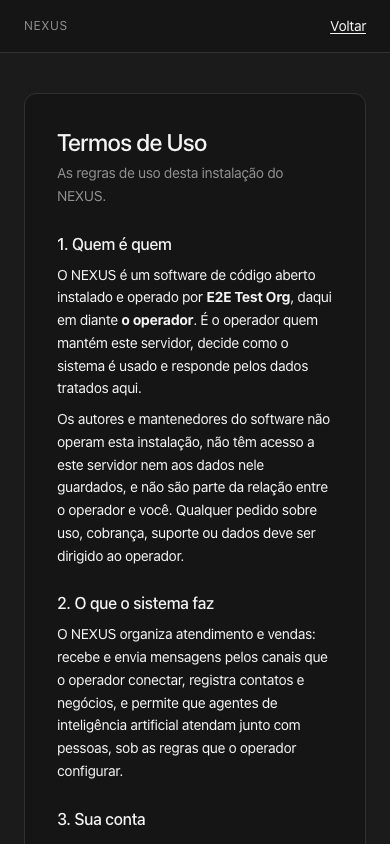 NEXUS
Voltar
Termos de Uso
As regras de uso desta instalação do
NEXUS.
1. Quem é quem
O NEXUS é um software de código aberto
instalado e operado por E2E Test Org, daqui
em diante o operador. É o operador quem
mantém este servidor, decide como o
sistema é usado e responde pelos dados
tratados aqui.
Os autores e mantenedores do software não
operam esta instalação, não têm acesso a
este servidor nem aos dados nele
guardados, e não são parte da relação entre
o operador e você. Qualquer pedido sobre
uso, cobrança, suporte ou dados deve ser
dirigido ao operador.
2. O que o sistema faz
O NEXUS organiza atendimento e vendas:
recebe e envia mensagens pelos canais que
o operador conectar, registra contatos e
negócios, e permite que agentes de
inteligência artificial atendam junto com
pessoas, sob as regras que o operador
configurar.
3. Sua conta